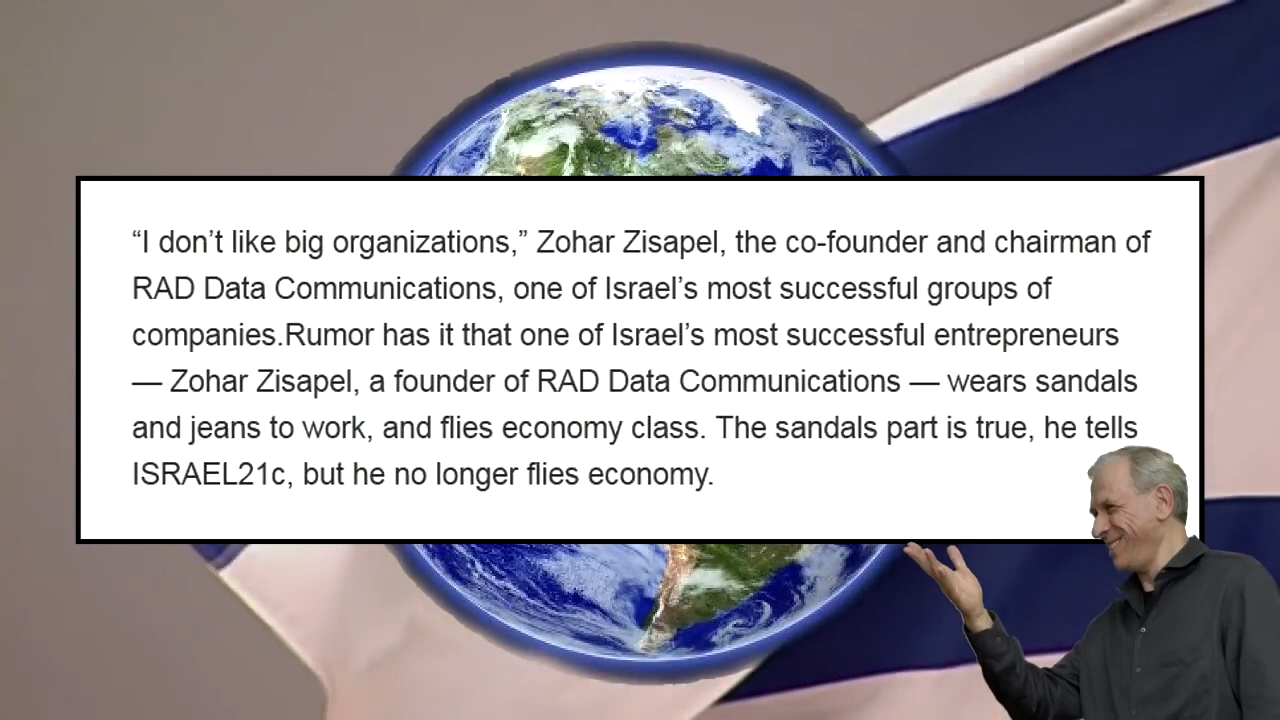 “I don’t like big organizations,” Zohar Zisapel, the co-founder and chairman of
RAD Data Communications, one of Israel’s most successful groups of
companies.Rumor has it that one of Israel’s most successful entrepreneurs
— Zohar Zisapel, a founder of RAD Data Communications — wears sandals
and jeans to work, and flies economy class. The sandals part is true, he tells
ISRAEL21c, but he no longer flies economy.